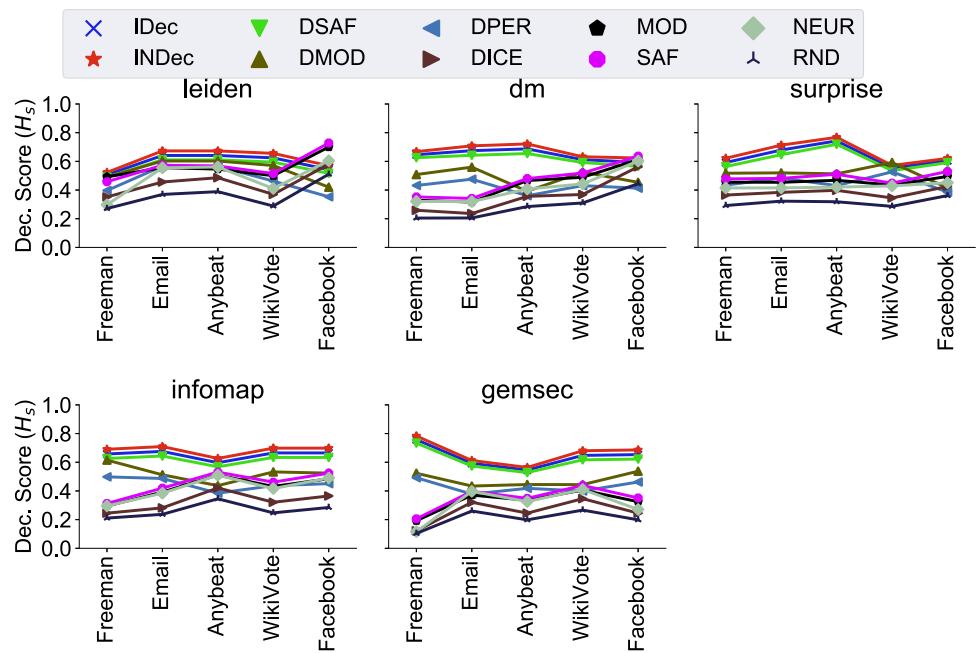 IDec DSAF DPER MOD NEUR
INDec DMOD DICE SAF RND
leiden dm surprise
Dec. Score (Hs)
1.0
0.8
0.6
0.4
0.2
0.0
Freeman Email Anybeat WikiVote Facebook
Freeman Email Anybeat WikiVote Facebook
Freeman Email Anybeat WikiVote Facebook
infomap gemsec
Dec. Score (Hs)
1.0
0.8
0.6
0.4
0.2
0.0
Freeman Email Anybeat WikiVote Facebook
Freeman Email Anybeat WikiVote Facebook